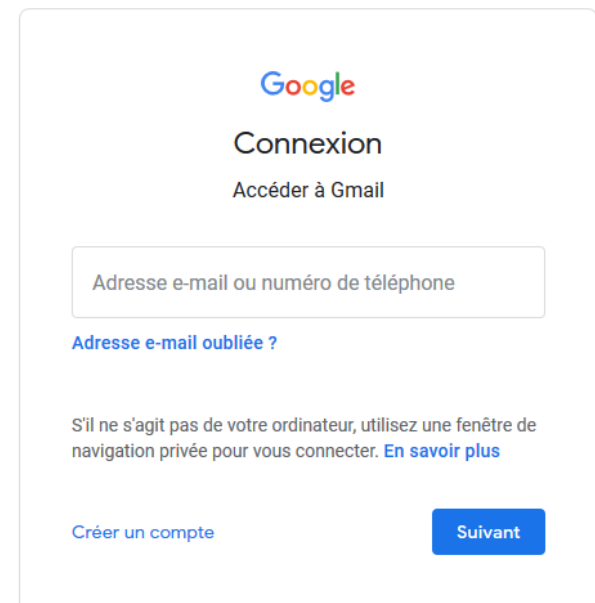 Google
Connexion
Accéder à Gmail
Adresse e-mail ou numéro de téléphone
Adresse e-mail oubliée ?
S'il ne s'agit pas de votre ordinateur, utilisez une fenêtre de
navigation privée pour vous connecter. En savoir plus
Créer un compte
Suivant